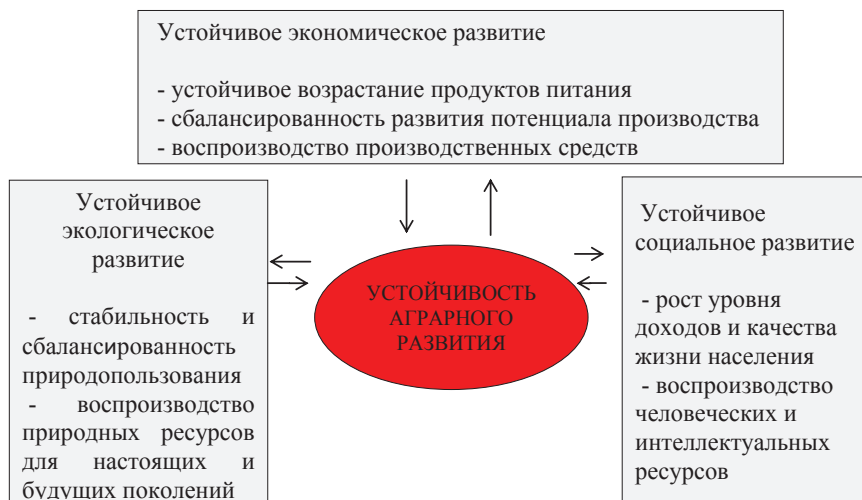 Устойчивое экономическое развитие
- устойчивое возрастание продуктов питания
- сбалансированность развития потенциала производства
- воспроизводство производственных средств
Устойчивое
экологическое
развитие
- стабильность и
сбалансированность
природопользования
- воспроизводство
природных ресурсов
для настоящих и
будущих поколений
УСТОЙЧИВОСТЬ
АГРАРНОГО
РАЗВИТИЯ
Устойчивое
социальное развитие
- рост уровня
доходов и качества
жизни населения
- воспроизводство
человеческих и
интеллектуальных
ресурсов